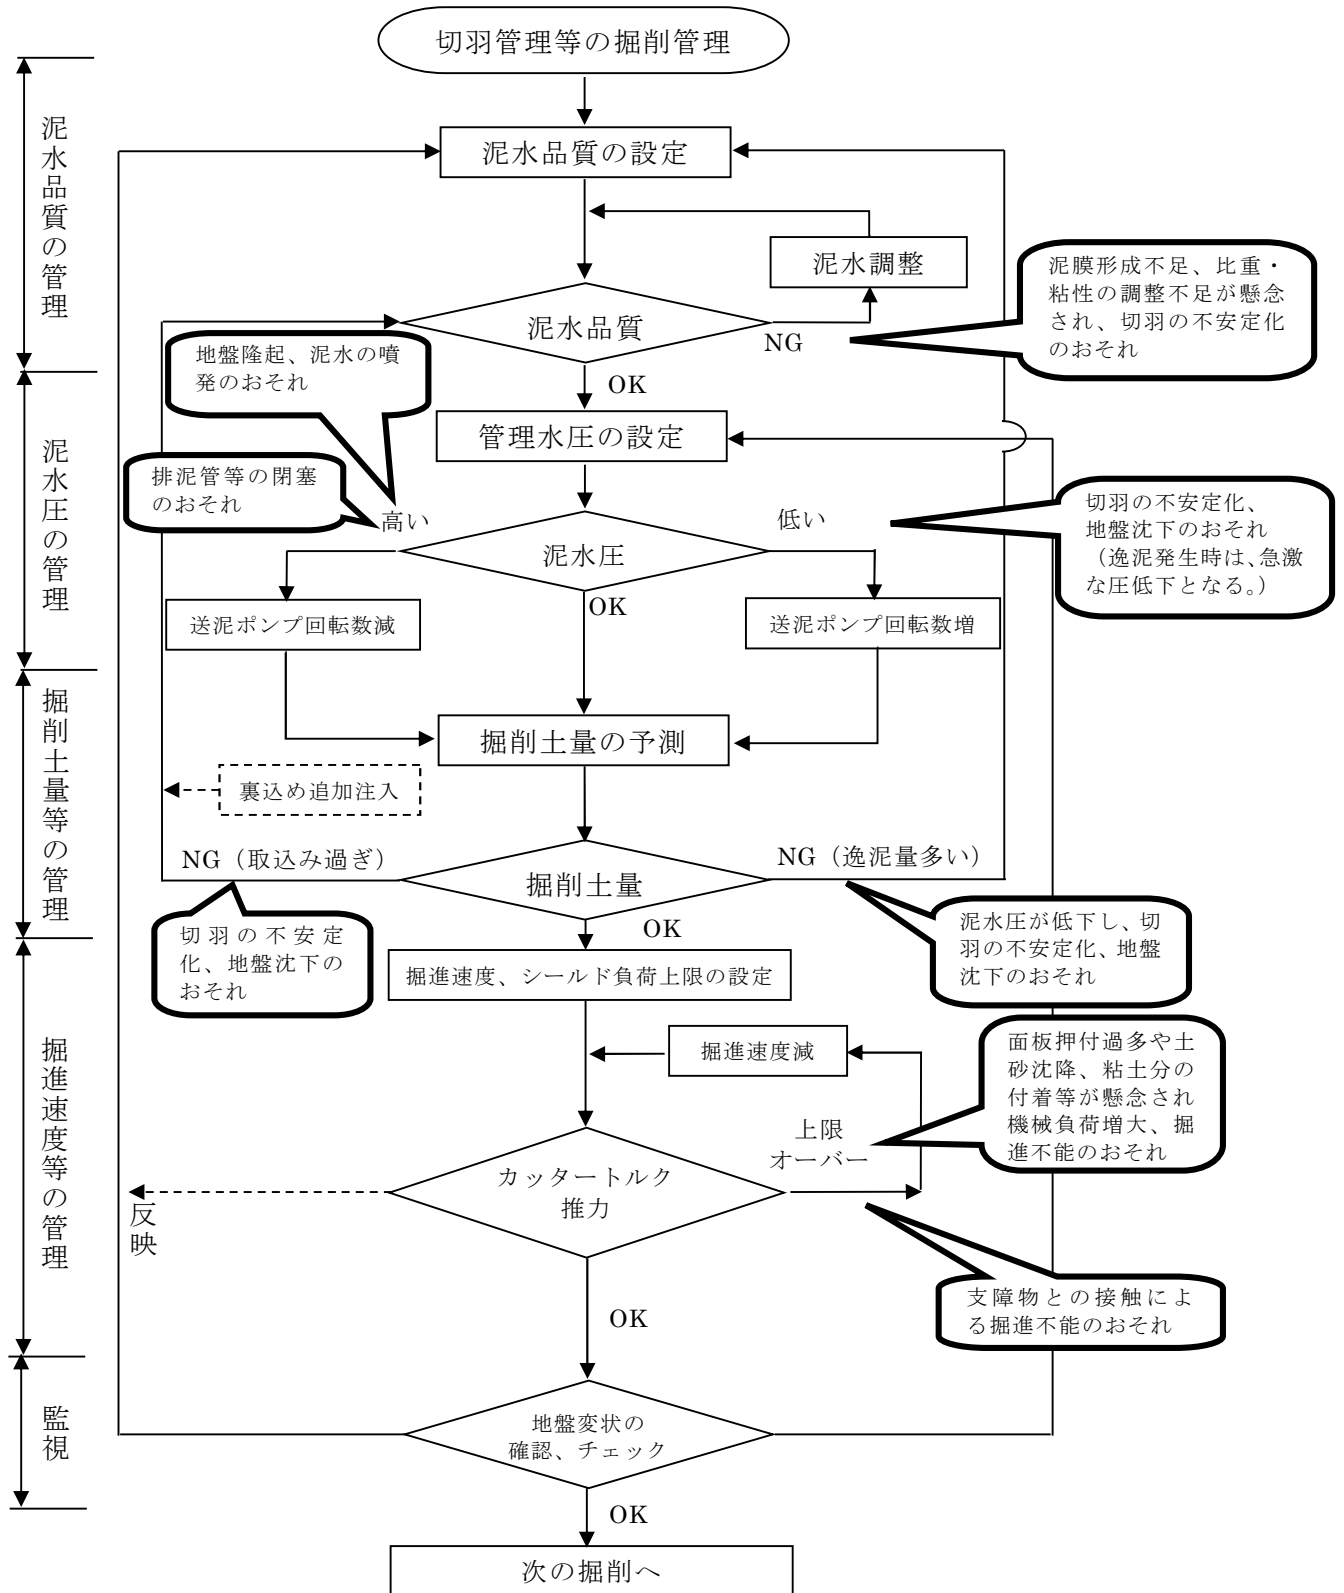 切羽管理等の掘削管理
泥水品質の管理
泥水品質の設定
泥水調整
泥水品質
NG
泥膜形成不足、比重・
粘性の調整不足が懸念
され、切羽の不安定化
のおそれ
地盤隆起、泥水の噴
発のおそれ
OK
泥水圧の管理
管理水圧の設定
排泥管等の閉塞
のおそれ
高い
低い
切羽の不安定化、
地盤沈下のおそれ
（逸泥発生時は、急激
な圧低下となる。）
泥水圧
OK
送泥ポンプ回転数減
送泥ポンプ回転数増
掘削土量等の管理
掘削土量の予測
裏込め追加注入
NG（取込み過ぎ）
NG（逸泥量多い）
掘削土量
OK
切羽の不安定
化、地盤沈下の
おそれ
泥水圧が低下し、切
羽の不安定化、地盤
沈下のおそれ
掘進速度等の管理
掘進速度、シールド負荷上限の設定
掘進速度減
面板押付過多や土
砂沈降、粘土分の
付着等が懸念され
機械負荷増大、掘
進不能のおそれ
上限
オーバー
カッタートルク
推力
反映
支障物との接触によ
る掘進不能のおそれ
OK
監視
地盤変状の
確認、チェック
OK
次の掘削へ